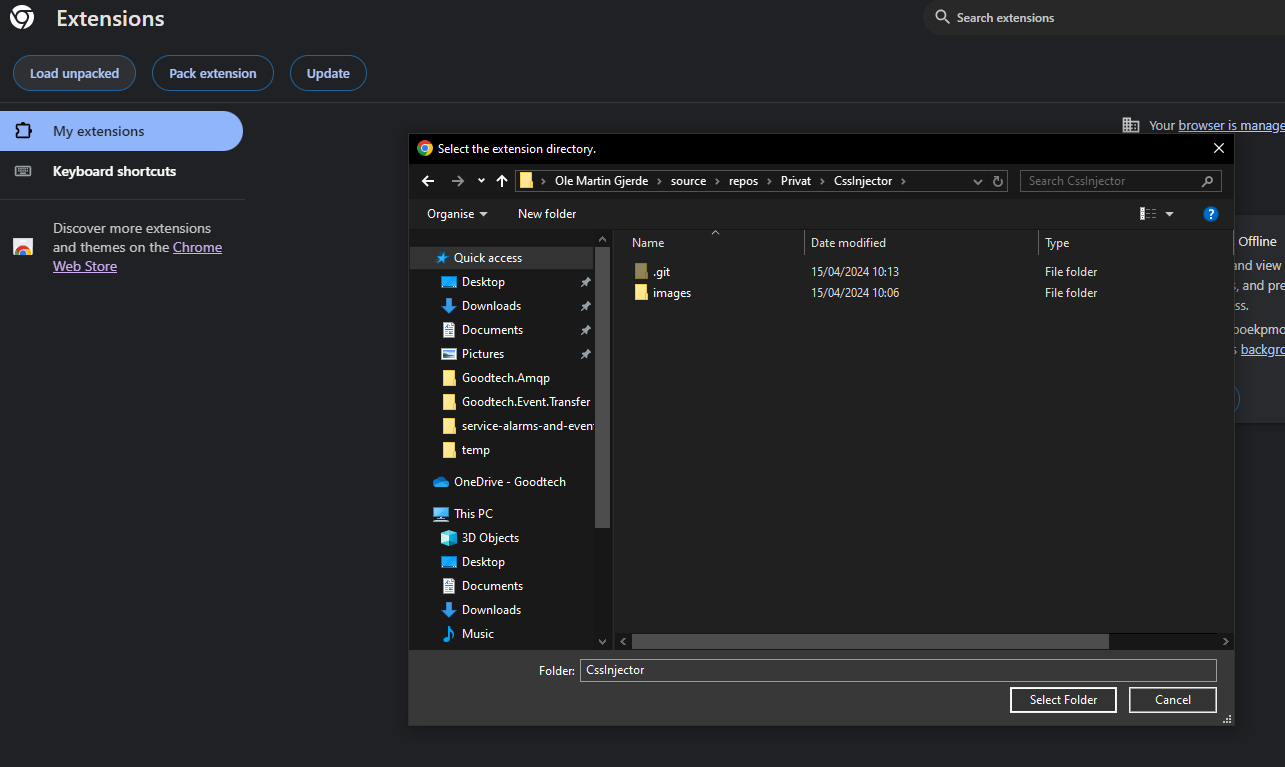 Extensions
Search extensions
Load unpacked
Pack extension
Update
My extensions
Keyboard shortcuts
Discover more extensions
and themes on the Chrome
Web Store
Your browser is manage
Select the extension directory.
Ole Martin Gjerde
source
repos
Privat
CssInjector
Search CssInjector
Organise
New folder
?
Name
Date modified
Type
.git
15/04/2024 10:13
File folder
images
15/04/2024 10:06
File folder
Quick access
Desktop
Downloads
Documents
Pictures
Goodtech.Amqp
Goodtech.Event.Transfer
service-alarms-and-even
temp
OneDrive - Goodtech
This PC
3D Objects
Desktop
Documents
Downloads
Music
Offline
and view
, and pre
ss.
boekpmo
s backgro
Folder:
CssInjector
Select Folder
Cancel